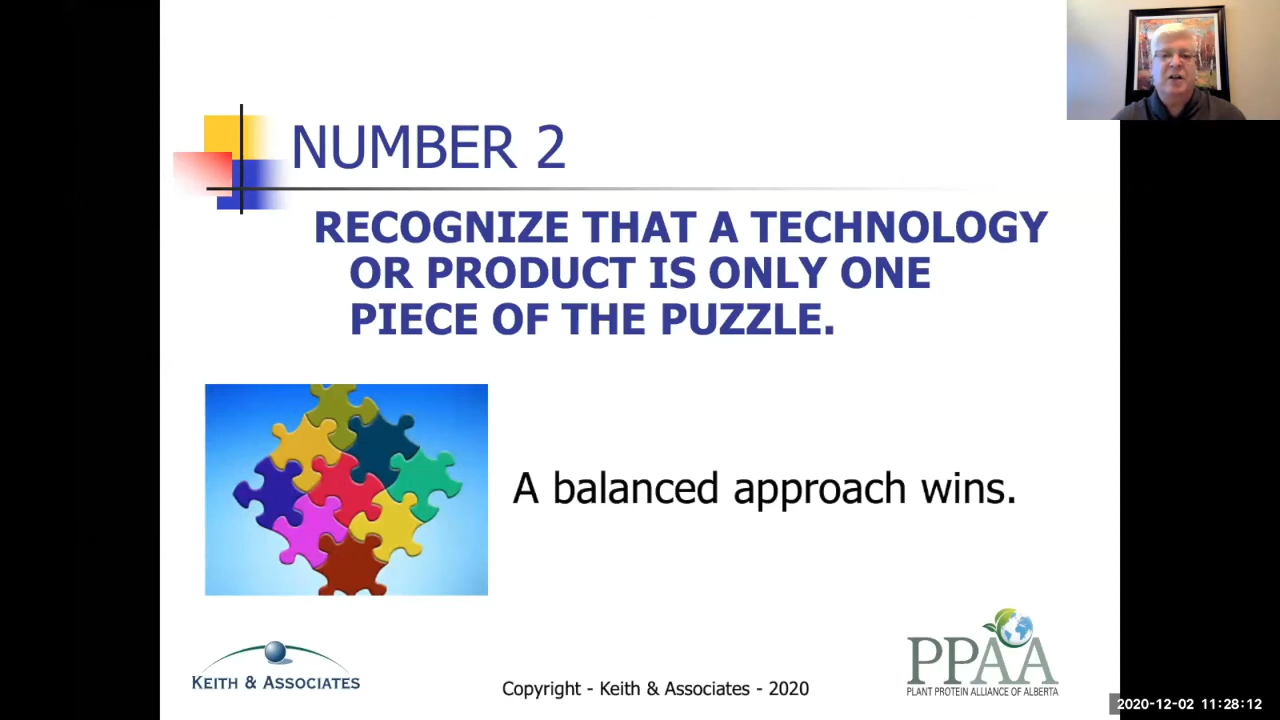 NUMBER 2
RECOGNIZE THAT A TECHNOLOGY
OR PRODUCT IS ONLY ONE
PIECE OF THE PUZZLE.
A balanced approach wins.
KEITH & ASSOCIATES
Copyright - Keith & Associates - 2020
PPAA
PLANT PROTEIN ALLIANCE OF ALBERTA
2020-12-02 11:28:12